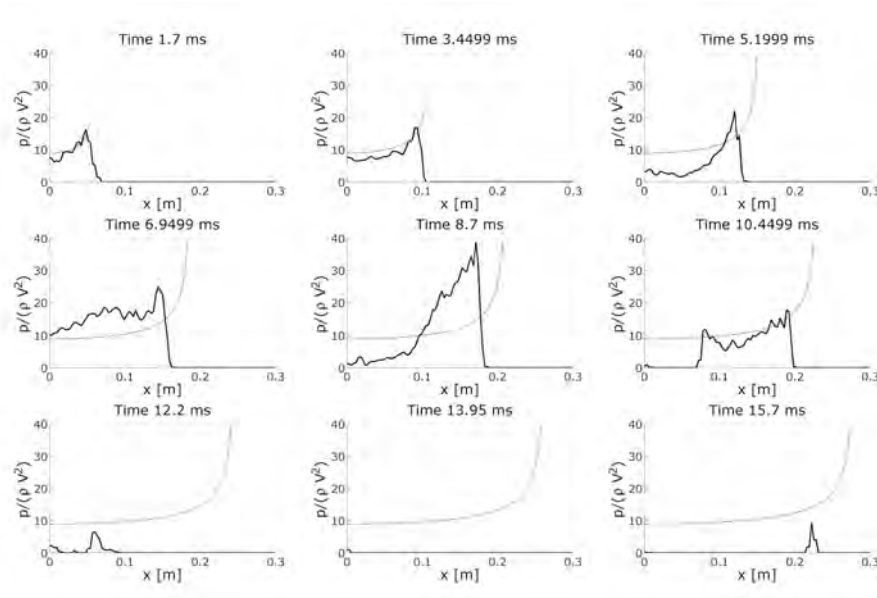 Time 1.7 ms
Time 3.4499 ms
Time 5.1999 ms
p/(ρ V²)
40
30
20
10
0
0 0.1 0.2 0.3
x [m]
p/(ρ V²)
40
30
20
10
0
0 0.1 0.2 0.3
x [m]
p/(ρ V²)
40
30
20
10
0
0 0.1 0.2 0.3
x [m]
Time 6.9499 ms
Time 8.7 ms
Time 10.4499 ms
p/(ρ V²)
40
30
20
10
0
0 0.1 0.2 0.3
x [m]
p/(ρ V²)
40
30
20
10
0
0 0.1 0.2 0.3
x [m]
p/(ρ V²)
40
30
20
10
0
0 0.1 0.2 0.3
x [m]
Time 12.2 ms
Time 13.95 ms
Time 15.7 ms
p/(ρ V²)
40
30
20
10
0
0 0.1 0.2 0.3
x [m]
p/(ρ V²)
40
30
20
10
0
0 0.1 0.2 0.3
x [m]
p/(ρ V²)
40
30
20
10
0
0 0.1 0.2 0.3
x [m]